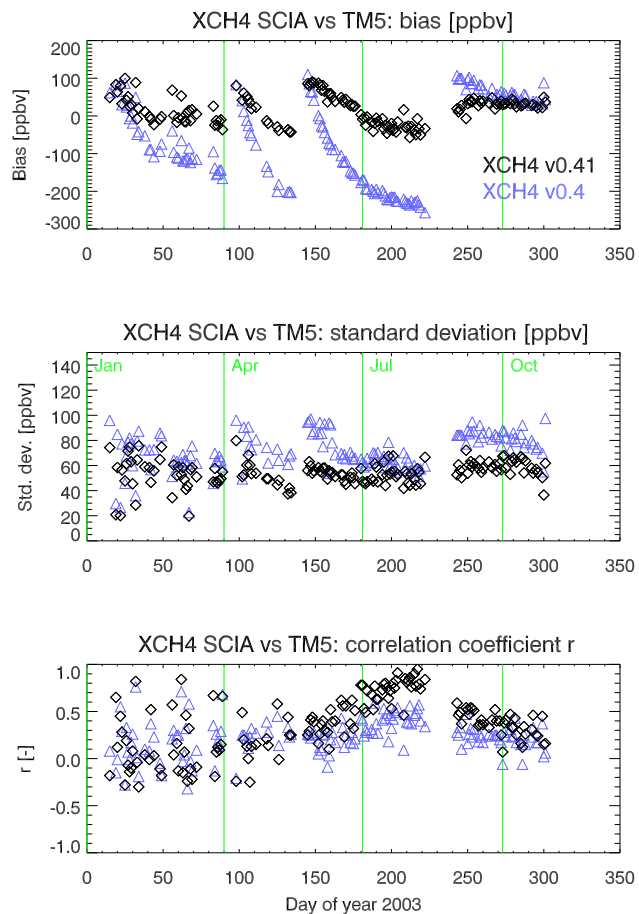 XCH4 SCIA vs TM5: bias [ppbv]
200
100
0
-100
-200
-300
Bias [ppbv]
XCH4 v0.41
XCH4 v0.4
0 50 100 150 200 250 300 350
XCH4 SCIA vs TM5: standard deviation [ppbv]
140
120
100
80
60
40
20
0
Std. dev. [ppbv]
Jan Apr Jul Oct
0 50 100 150 200 250 300 350
XCH4 SCIA vs TM5: correlation coefficient r
1.0
0.5
0.0
-0.5
-1.0
r [-]
0 50 100 150 200 250 300 350
Day of year 2003